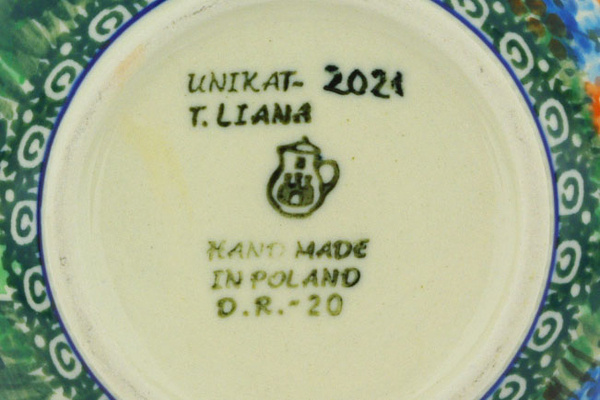 UNIKAT- 2021
T. LIANA
HAND MADE
IN POLAND
D.R.-20